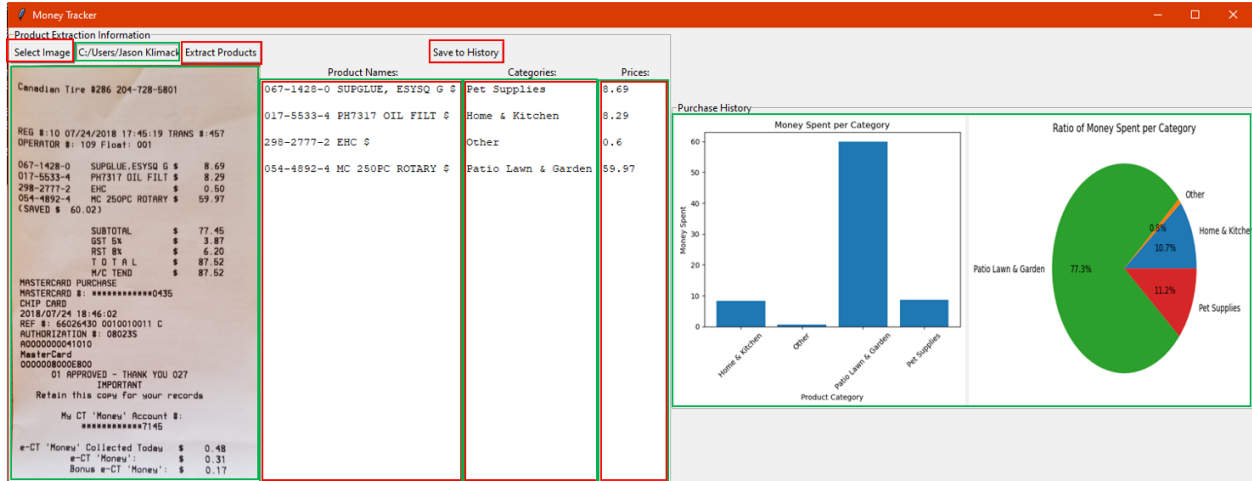 Money Tracker
Product Extraction Information
Select Image C:/Users/Jason Klimack Extract Products Save to History
Canadian Tire #286 204-728-5801
REG #:10 07/24/2018 17:45:19 TRANS #:457
OPERATOR #: 109 Float: 001
067-1428-0 SUPGLUE,ESYSQ G $ 8.69
017-5533-4 PH7317 OIL FILT $ 8.29
298-2777-2 EHC $ 0.50
054-4892-4 MC 250PC ROTARY $ 59.97
(SAVED $ 60.02)
SUBTOTAL $ 77.45
GST 5% $ 3.87
RST 8% $ 6.20
T O T A L $ 87.52
M/C TEND $ 87.52
MASTERCARD PURCHASE
MASTERCARD #: ************0435
CHIP CARD
2018/07/24 18:46:02
REF #: 66026430 0010010011 C
AUTHORIZATION #: 08023S
A0000000041010
MasterCard
0000008000E800
01 APPROVED - THANK YOU 027
IMPORTANT
Retain this copy for your records
My CT 'Money' Account #:
************7145
e-CT 'Money' Collected Today $ 0.48
e-CT 'Money': $ 0.31
Bonus e-CT 'Money': $ 0.17
Product Names: Categories: Prices:
067-1428-0 SUPGLUE, ESYSQ G $ Pet Supplies 8.69
017-5533-4 PH7317 OIL FILT $ Home & Kitchen 8.29
298-2777-2 EHC $ Other 0.6
054-4892-4 MC 250PC ROTARY $ Patio Lawn & Garden 59.97
Purchase History
Money Spent per Category
Money Spent
60
50
40
30
20
10
0
Home & Kitchen
Other
Patio Lawn & Garden
Pet Supplies
Product Category
Ratio of Money Spent per Category
Other
0.8%
Home & Kitche
10.7%
Patio Lawn & Garden
77.3%
11.2%
Pet Supplies